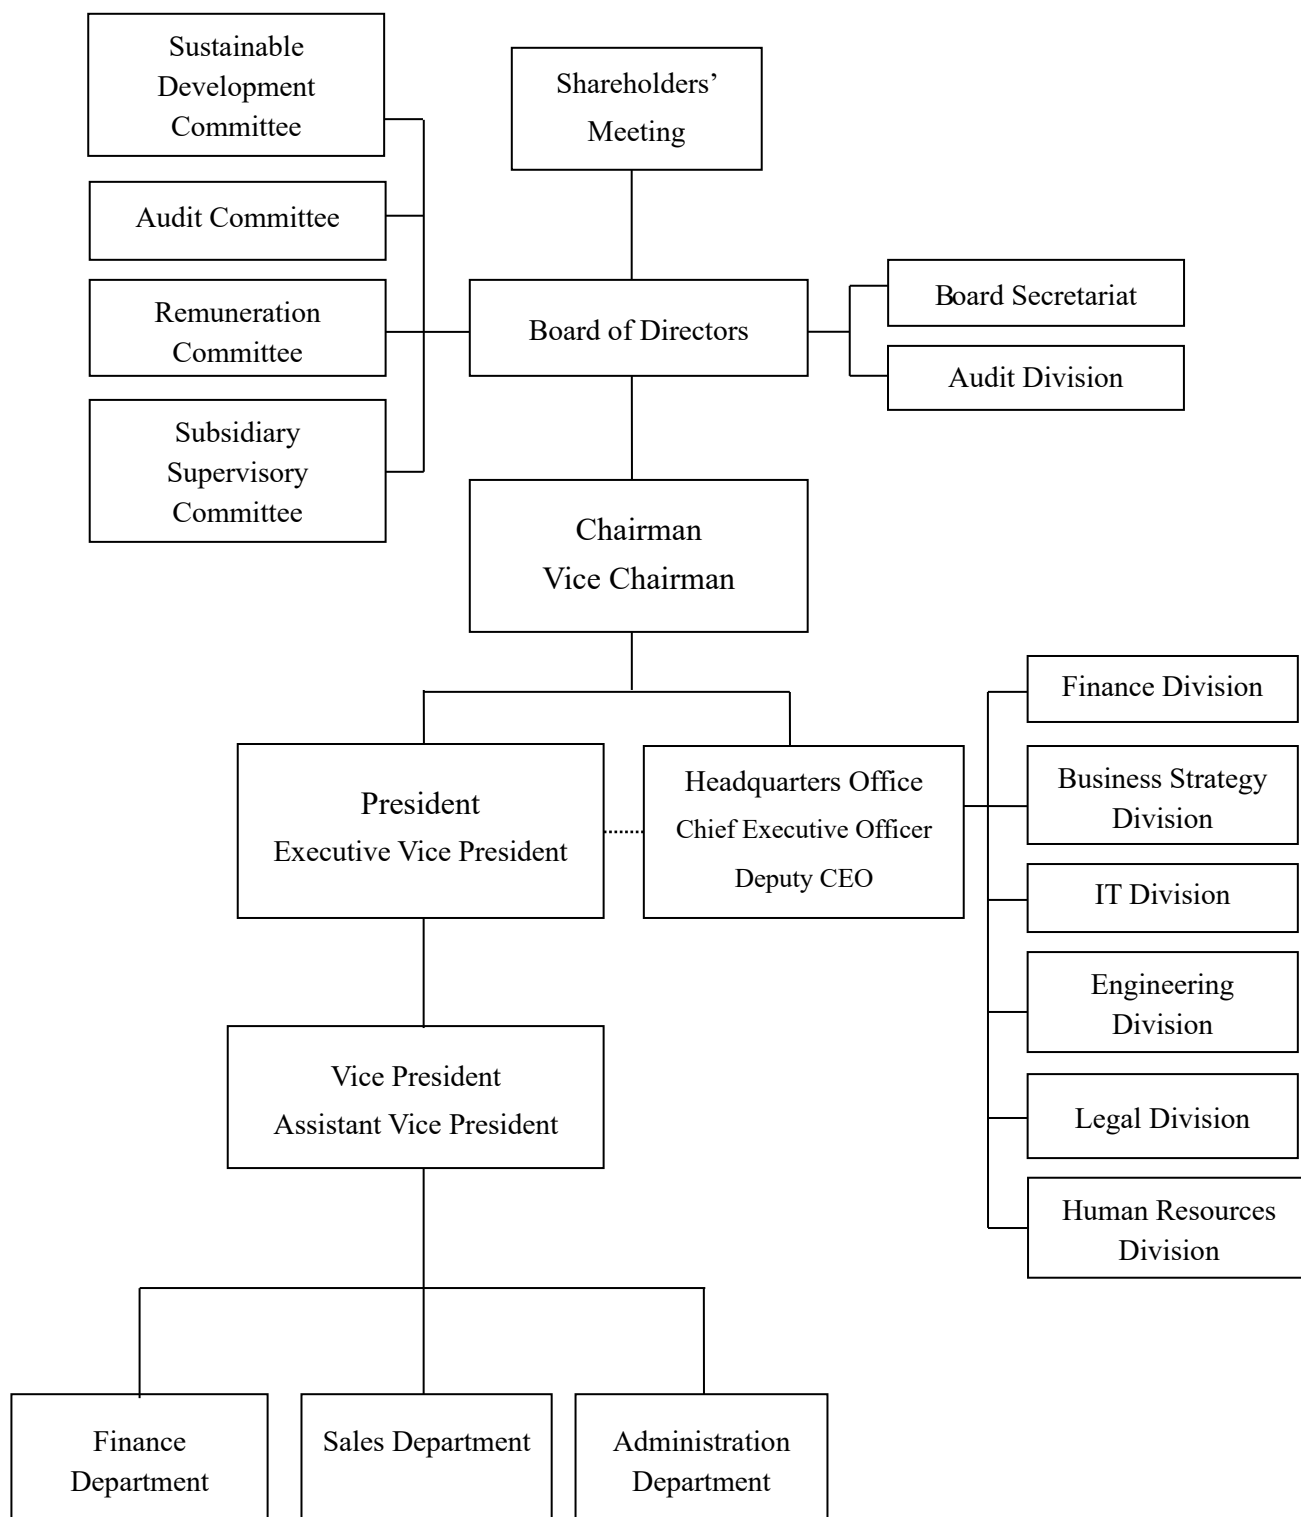 Sustainable
Development
Committee
Shareholders’
Meeting
Audit Committee
Remuneration
Committee
Board of Directors
Board Secretariat
Audit Division
Subsidiary
Supervisory
Committee
Chairman
Vice Chairman
Finance Division
President
Executive Vice President
Headquarters Office
Chief Executive Officer
Deputy CEO
Business Strategy
Division
IT Division
Engineering
Division
Legal Division
Human Resources
Division
Vice President
Assistant Vice President
Finance
Department
Sales Department
Administration
Department